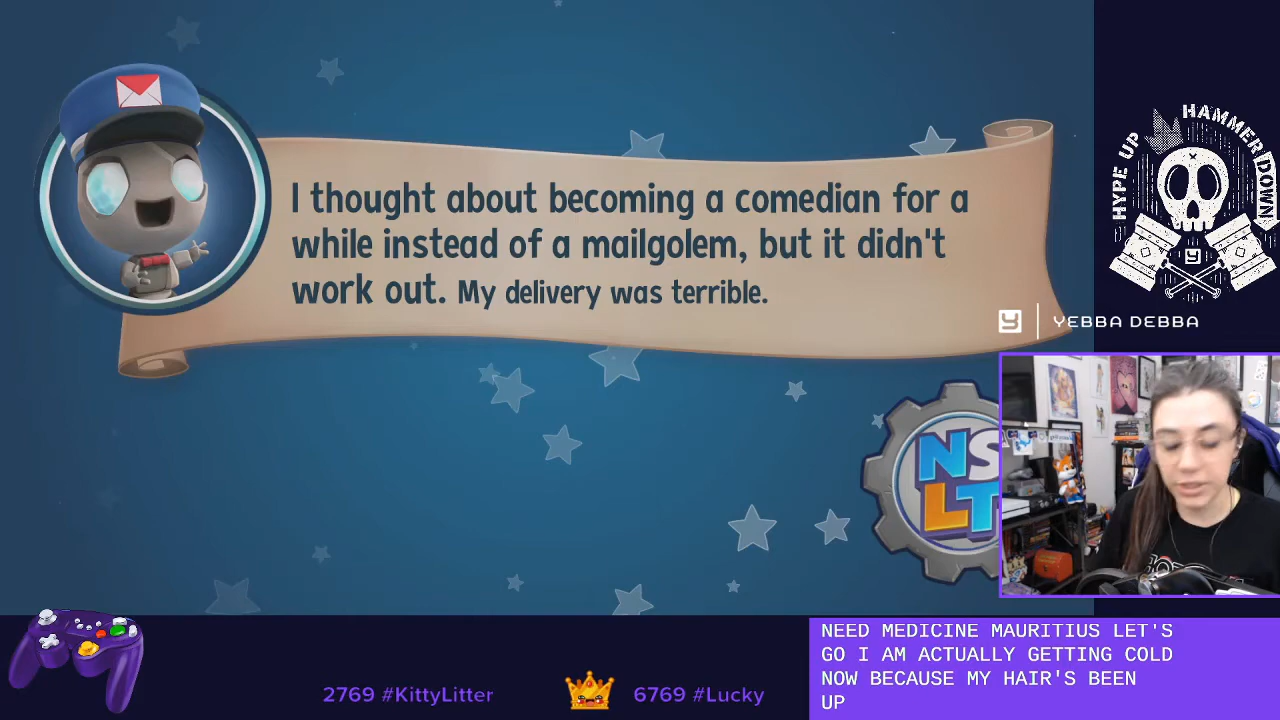 I thought about becoming a comedian for a
while instead of a mailgolem, but it didn't
work out. My delivery was terrible.
HYPE UP
HAMMER DOWN
YEBBA DEBBA
NS
LT
2769 #KittyLitter
6769 #Lucky
NEED MEDICINE MAURITIUS LET'S
GO I AM ACTUALLY GETTING COLD
NOW BECAUSE MY HAIR'S BEEN
UP